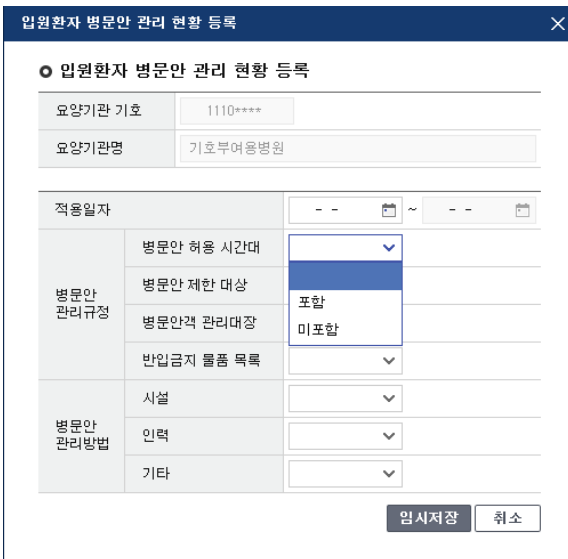 입원환자 병문안 관리 현황 등록
입원환자 병문안 관리 현황 등록
요양기관 기호 1110****
요양기관명 기호부여용병원
적용일자 - - ~ - -
병문안
관리규정
병문안 허용 시간대
포함
미포함
병문안 제한 대상
병문안객 관리대장
반입금지 물품 목록
병문안
관리방법
시설
인력
기타
임시저장 취소